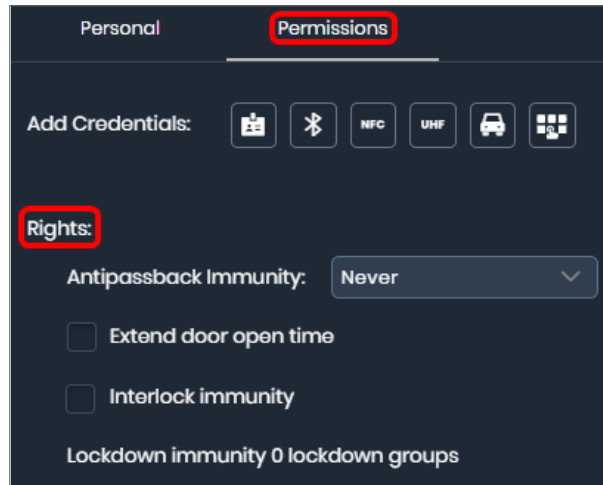 Personal Permissions
Add Credentials: NFC UHF
Rights:
Antipassback Immunity: Never
Extend door open time
Interlock immunity
Lockdown immunity 0 lockdown groups